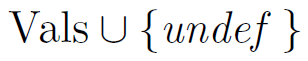 Vals ∪ {undef }